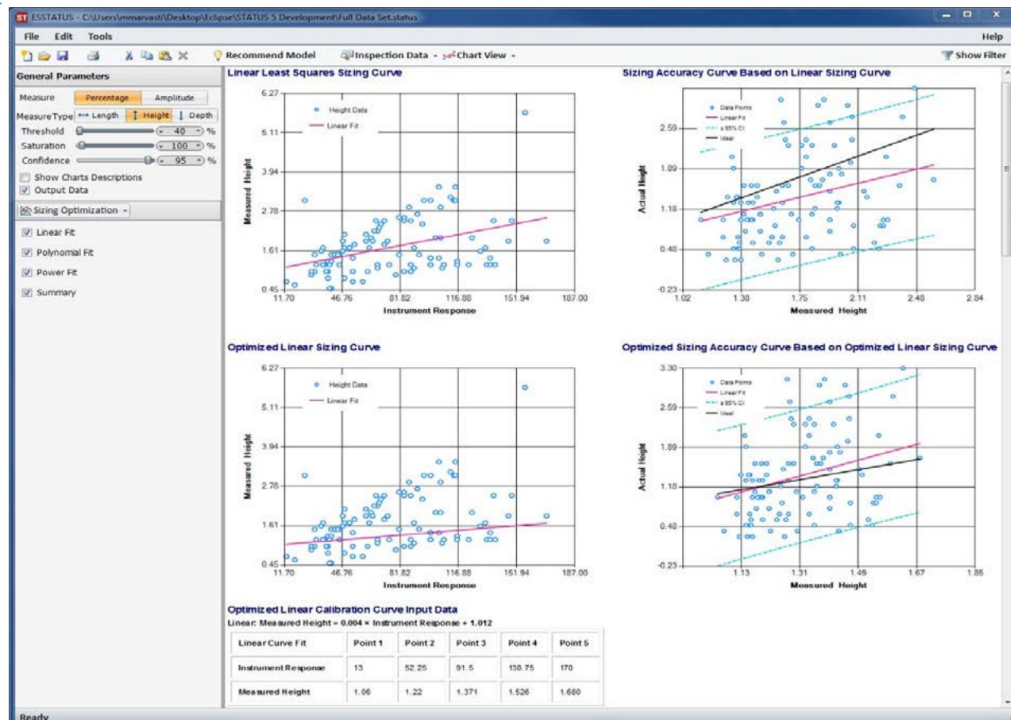 ESSTATUS - C:\Users\mmarvasti\Desktop\Eclipse\STATUS 5 Development\Full Data Set.status
File Edit Tools Help
Recommend Model Inspection Data Chart View Show Filter
General Parameters
Measure Percentage Amplitude
MeasureType Length Height Depth
Threshold 40 %
Saturation 100 %
Confidence 95 %
Show Charts Descriptions
Output Data
Sizing Optimization
Linear Fit
Polynomial Fit
Power Fit
Summary
Linear Least Squares Sizing Curve
6.27
5.11
3.94
2.78
1.61
0.45
Measured Height
Height Data
Linear Fit
11.70 46.76 81.82 116.88 151.94 187.00
Instrument Response
Sizing Accuracy Curve Based on Linear Sizing Curve
2.59
1.89
1.18
0.48
-0.23
Actual Height
Data Points
Linear Fit
± 95% CI
Ideal
1.02 1.38 1.75 2.11 2.48 2.84
Measured Height
Optimized Linear Sizing Curve
6.27
5.11
3.94
2.78
1.61
0.45
Measured Height
Height Data
Linear Fit
11.70 46.76 81.82 116.88 151.94 187.00
Instrument Response
Optimized Sizing Accuracy Curve Based on Optimized Linear Sizing Curve
3.30
2.59
1.89
1.18
0.48
-0.23
Actual Height
Data Points
Linear Fit
± 95% CI
Ideal
1.13 1.31 1.49 1.67 1.85
Measured Height
Optimized Linear Calibration Curve Input Data
Linear: Measured Height = 0.004 × Instrument Response + 1.012
Linear Curve Fit Point 1 Point 2 Point 3 Point 4 Point 5
Instrument Response 13 52.25 91.5 130.75 170
Measured Height 1.06 1.22 1.371 1.526 1.680
Ready